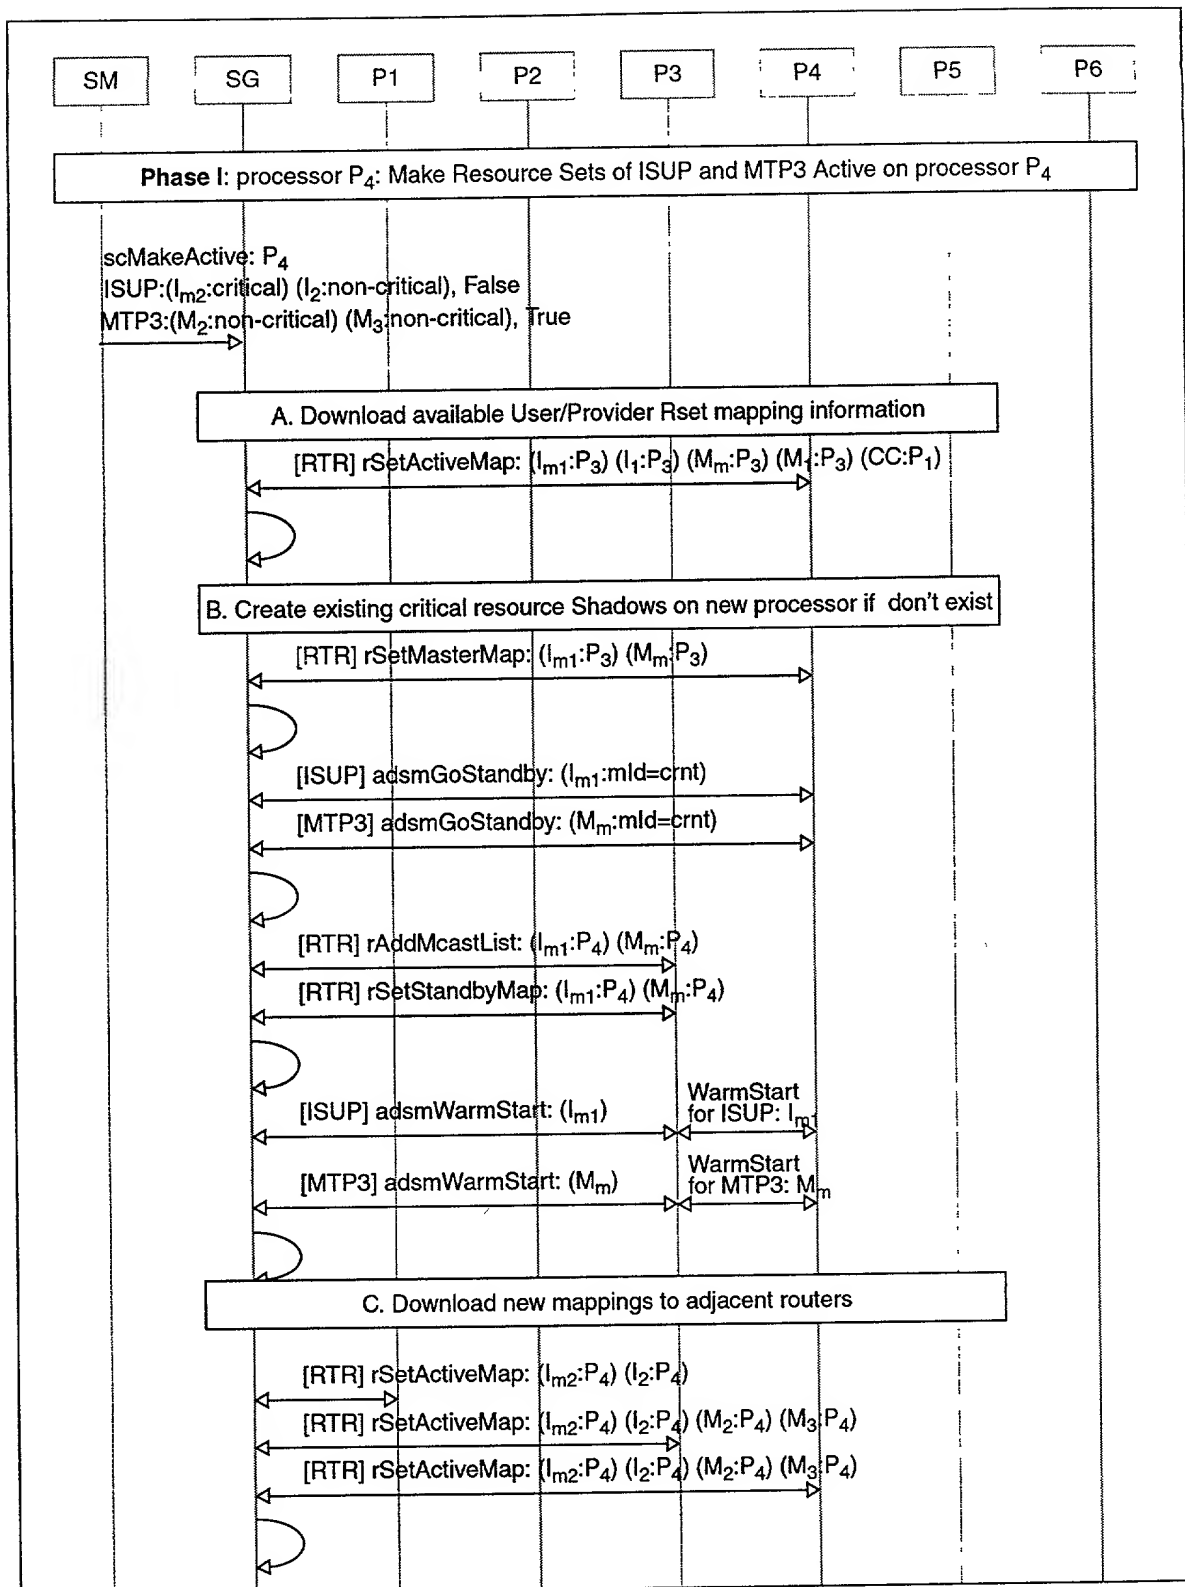 SM SG P1 P2 P3 P4 P5 P6
Phase I: processor P4: Make Resource Sets of ISUP and MTP3 Active on processor P4
scMakeActive: P4
ISUP:(Im2:critical) (I2:non-critical), False
MTP3:(M2:non-critical) (M3:non-critical), True
A. Download available User/Provider Rset mapping information
[RTR] rSetActiveMap: (Im1:P3) (I1:P3) (Mm:P3) (M1:P3) (CC:P1)
B. Create existing critical resource Shadows on new processor if don't exist
[RTR] rSetMasterMap: (Im1:P3) (Mm:P3)
[ISUP] adsmGoStandby: (Im1:mId=crnt)
[MTP3] adsmGoStandby: (Mm:mId=crnt)
[RTR] rAddMcastList: (Im1:P4) (Mm:P4)
[RTR] rSetStandbyMap: (Im1:P4) (Mm:P4)
WarmStart
for ISUP: Im1
[ISUP] adsmWarmStart: (Im1)
WarmStart
for MTP3: Mm
[MTP3] adsmWarmStart: (Mm)
C. Download new mappings to adjacent routers
[RTR] rSetActiveMap: (Im2:P4) (I2:P4)
[RTR] rSetActiveMap: (Im2:P4) (I2:P4) (M2:P4) (M3:P4)
[RTR] rSetActiveMap: (Im2:P4) (I2:P4) (M2:P4) (M3:P4)